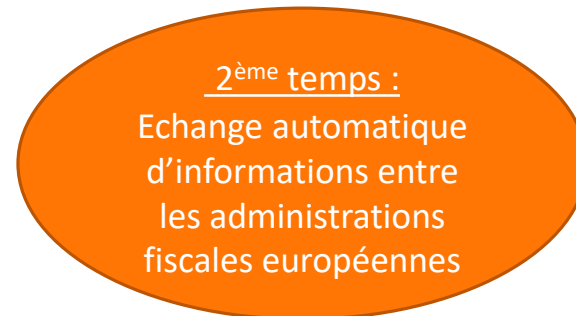 2ème temps :
Echange automatique
d’informations entre
les administrations
fiscales européennes